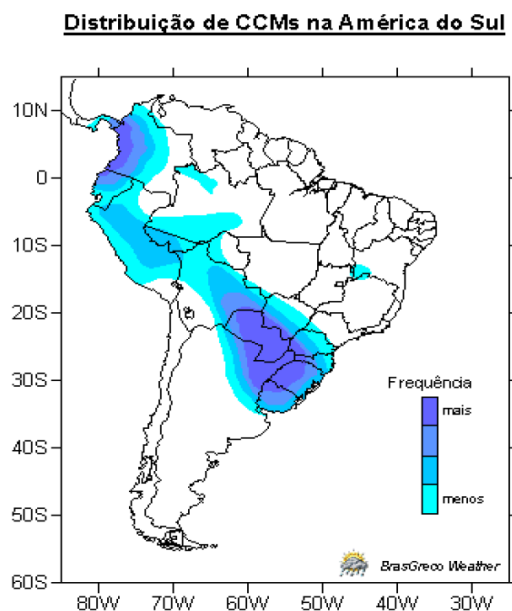 Distribuição de CCMs na América do Sul
10N
0
10S
20S
30S
40S
50S
60S
80W 70W 60W 50W 40W 30W
Frequência
mais
menos
BrasGreco Weather